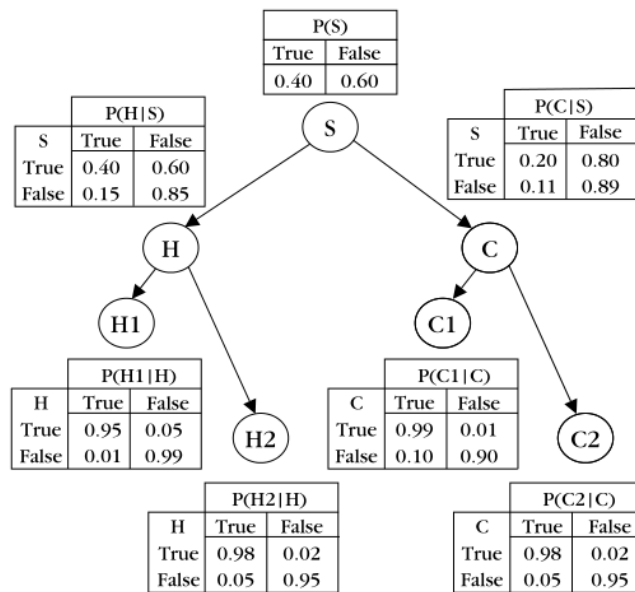 P(S)
True False
0.40 0.60
S
P(H|S)
S True False
True 0.40 0.60
False 0.15 0.85
P(C|S)
S True False
True 0.20 0.80
False 0.11 0.89
H
C
H1
C1
P(H1|H)
H True False
True 0.95 0.05
False 0.01 0.99
H2
P(C1|C)
C True False
True 0.99 0.01
False 0.10 0.90
C2
P(H2|H)
H True False
True 0.98 0.02
False 0.05 0.95
P(C2|C)
C True False
True 0.98 0.02
False 0.05 0.95